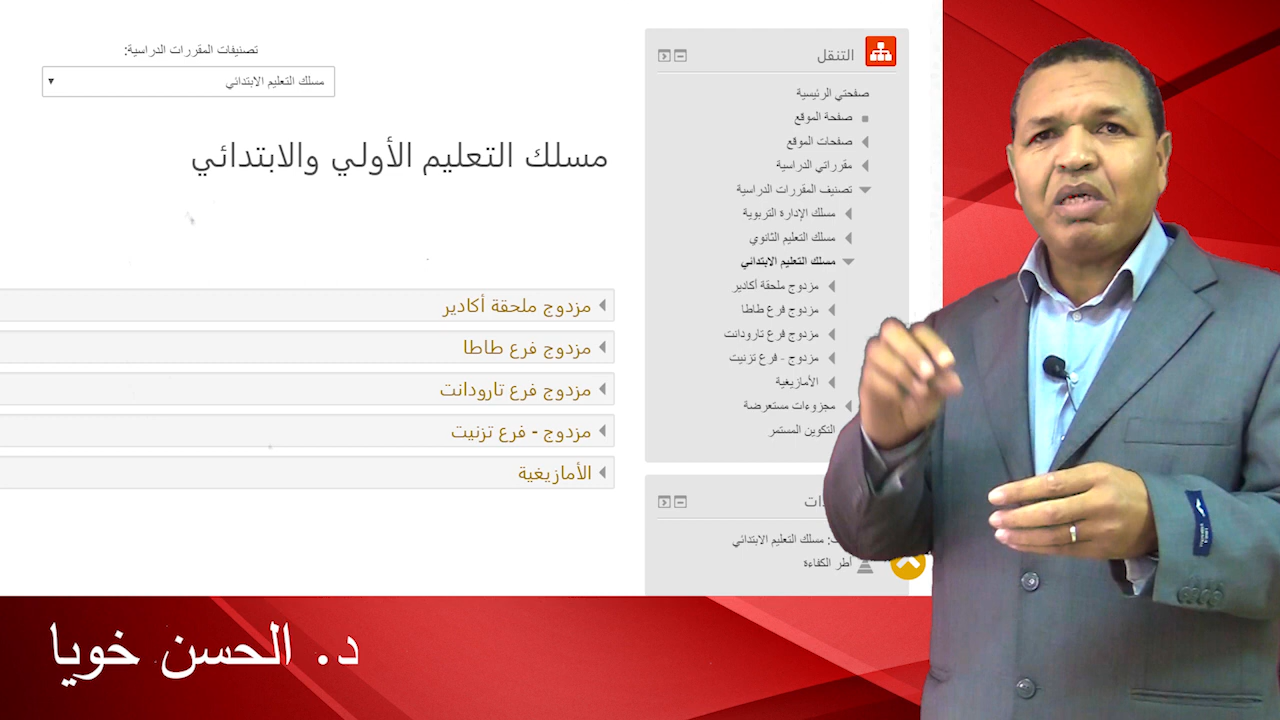 التنقل
صفحتي الرئيسية
صفحة الموقع
صفحات الموقع
مقرراتي الدراسية
تصنيف المقررات الدراسية
مسلك الإدارة التربوية
مسلك التعليم الثانوي
مسلك التعليم الابتدائي
مزدوج ملحقة أكادير
مزدوج فرع طاطا
مزدوج فرع تارودانت
مزدوج - فرع تزنيت
الأمازيغية
مجزوءات مستعرضة
التكوين المستمر
مسلك التعليم الابتدائي
أطر الكفاءة
تصنيفات المقررات الدراسية:
مسلك التعليم الابتدائي
مسلك التعليم الأولي والابتدائي
مزدوج ملحقة أكادير
مزدوج فرع طاطا
مزدوج فرع تارودانت
مزدوج - فرع تزنيت
الأمازيغية
د. الحسن خويا